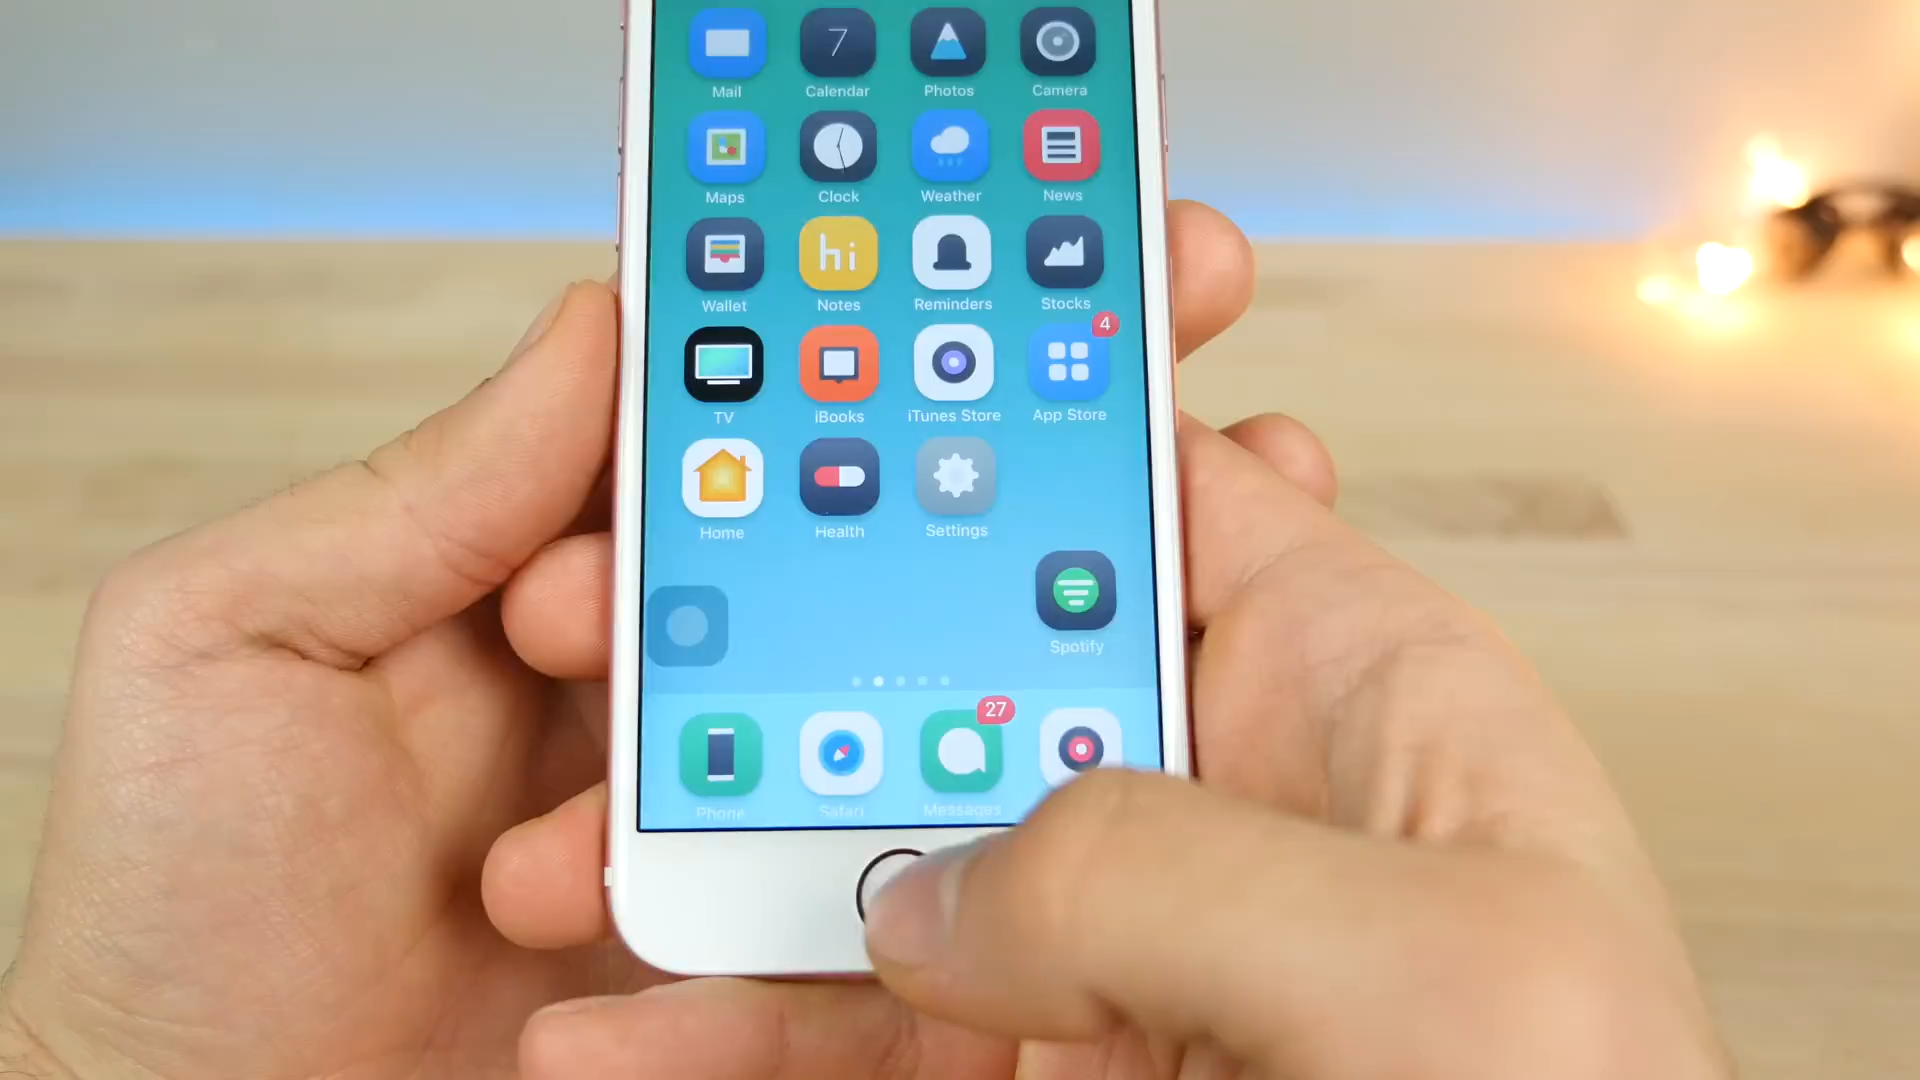 Mail
7
Calendar
Photos
Camera
Maps
Clock
Weather
News
Wallet
hi
Notes
Reminders
Stocks
TV
iBooks
iTunes Store
4
App Store
Home
Health
Settings
Spotify
Phone
Safari
27
Messages